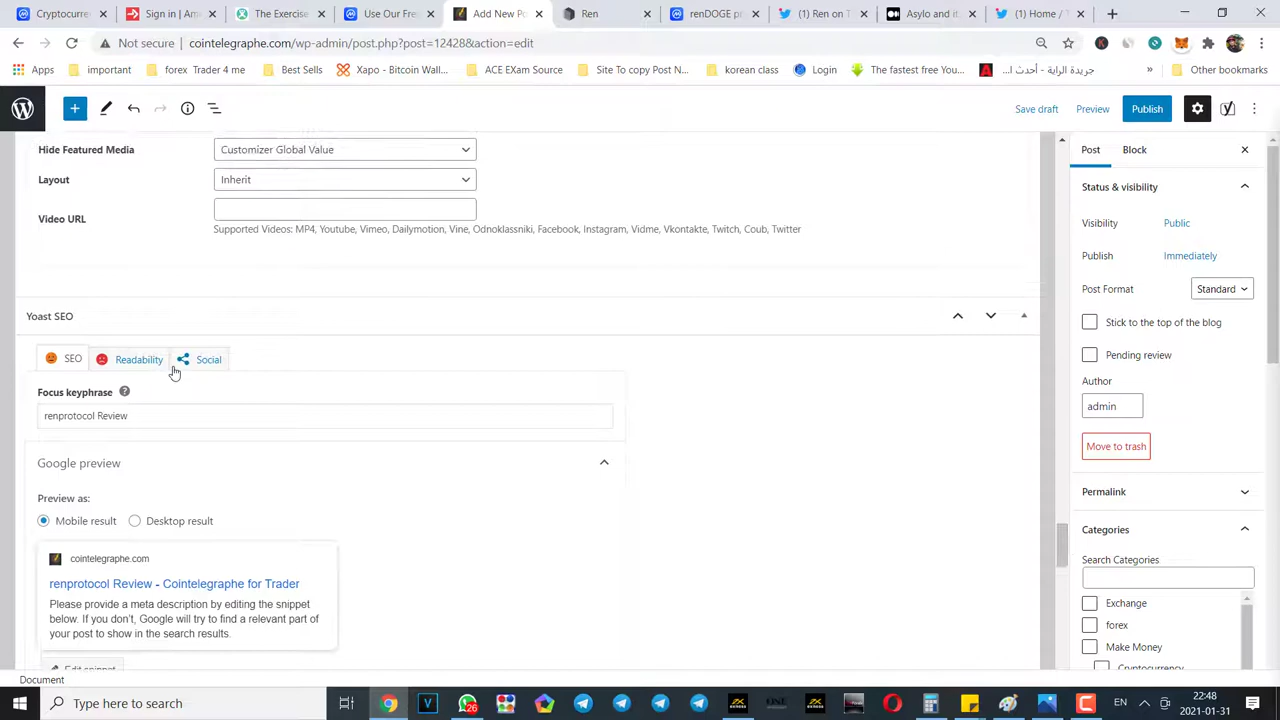 Cryptocurrency
Sign in | Am
The Exercise
Use Our Fre
Add New Po
Ren
renDOGE pr
(1) Ren on T
Asylo and it
(1) Home / T
Not secure | cointelegraphe.com/wp-admin/post.php?post=12428&action=edit
Apps
important
forex Trader 4 me
Best Sells
Xapo - Bitcoin Wall...
ACE EXam Source
Site To copy Post N...
korean class
Login
The fastest free You...
جريدة الراية - أحدث ا...
»
Other bookmarks
Save draft
Preview
Publish
Hide Featured Media
Customizer Global Value
Layout
Inherit
Video URL
Supported Videos: MP4, Youtube, Vimeo, Dailymotion, Vine, Odnoklassniki, Facebook, Instagram, Vidme, Vkontakte, Twitch, Coub, Twitter
Yoast SEO
SEO
Readability
Social
Focus keyphrase
renprotocol Review
Google preview
Preview as:
Mobile result
Desktop result
cointelegraphe.com
renprotocol Review - Cointelegraphe for Trader
Please provide a meta description by editing the snippet
below. If you don't, Google will try to find a relevant part of
your post to show in the search results.
Edit snippet
Document
Post
Block
Status & visibility
Visibility
Public
Publish
Immediately
Post Format
Standard
Stick to the top of the blog
Pending review
Author
admin
Move to trash
Permalink
Categories
Search Categories
Exchange
forex
Make Money
Cryptocurrency
Type here to search
26
EN
22:48
2021-01-31